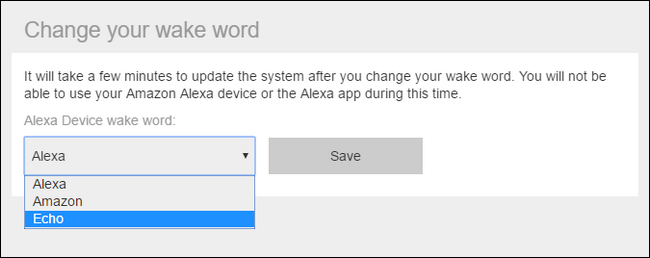 Change your wake word
It will take a few minutes to update the system after you change your wake word. You will not be
able to use your Amazon Alexa device or the Alexa app during this time.
Alexa Device wake word:
Alexa
Save
Alexa
Amazon
Echo